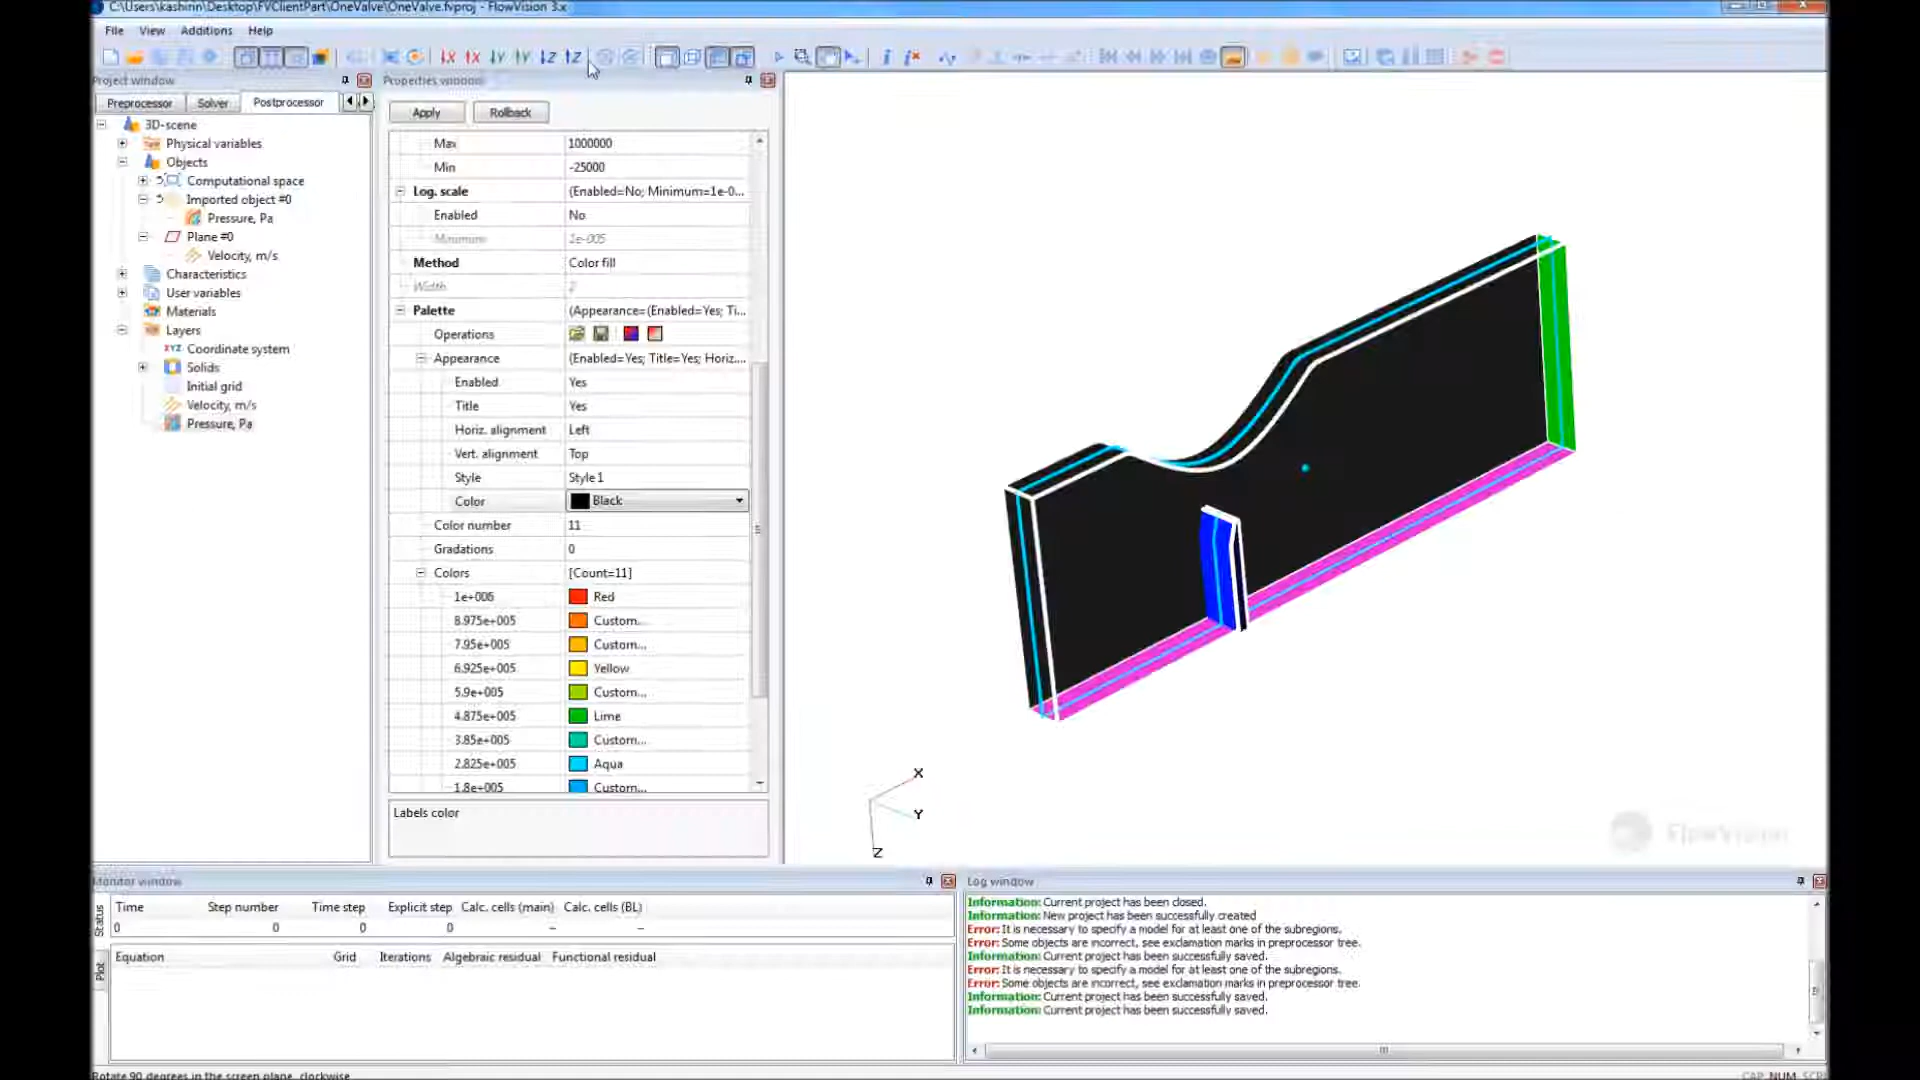 C:\Users\kashirin\Desktop\FVClientPart\OneValve\OneValve.fvproj - FlowVision 3.x
File View Additions Help
Project window
Properties window
Preprocessor Solver Postprocessor
Apply Rollback
3D-scene
Physical variables
Objects
Computational space
Imported object #0
Pressure, Pa
Plane #0
Velocity, m/s
Characteristics
User variables
Materials
Layers
XYZ Coordinate system
Solids
Initial grid
Velocity, m/s
Pressure, Pa
Max 1000000
Min -25000
Log. scale (Enabled=No; Minimum=1e-0...
Enabled No
Minimum 1e-005
Method Color fill
Width 2
Palette (Appearance=(Enabled=Yes; Ti...
Operations
Appearance (Enabled=Yes; Title=Yes; Horiz....
Enabled Yes
Title Yes
Horiz. alignment Left
Vert. alignment Top
Style Style 1
Color Black
Color number 11
Gradations 0
Colors [Count=11]
1e+006 Red
8.975e+005 Custom...
7.95e+005 Custom...
6.925e+005 Yellow
5.9e+005 Custom...
4.875e+005 Lime
3.85e+005 Custom...
2.825e+005 Aqua
1.8e+005 Custom...
Labels color
X
Y
Z
FlowVision
Monitor window
Status
Plot
Time Step number Time step Explicit step Calc. cells (main) Calc. cells (BL)
0 0 0 0 -- --
Equation Grid Iterations Algebraic residual Functional residual
Log window
Information: Current project has been closed.
Information: New project has been successfully created
Error: It is necessary to specify a model for at least one of the subregions.
Error: Some objects are incorrect, see exclamation marks in preprocessor tree.
Information: Current project has been successfully saved.
Error: It is necessary to specify a model for at least one of the subregions.
Error: Some objects are incorrect, see exclamation marks in preprocessor tree.
Information: Current project has been successfully saved.
Information: Current project has been successfully saved.
Rotate 90 degrees in the screen plane, clockwise
CAP NUM SCRL